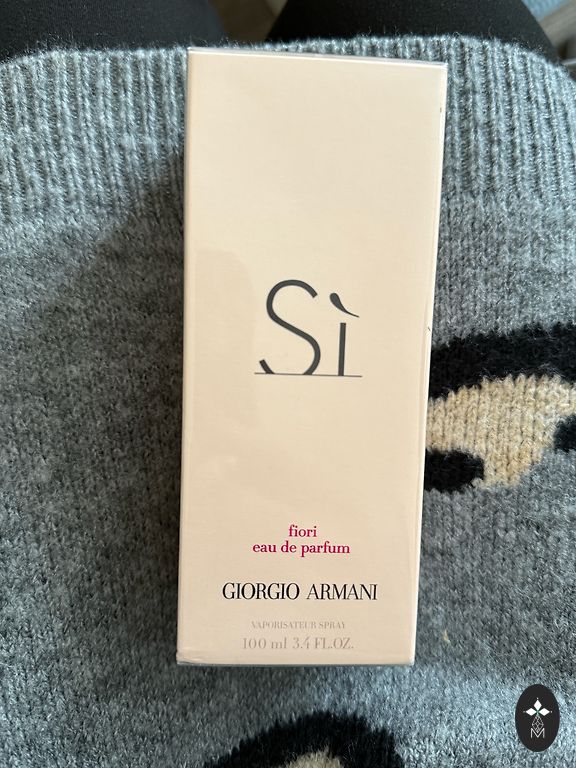 Sì
fiori
eau de parfum
GIORGIO ARMANI
VAPORISATEUR SPRAY
100 ml 3.4 FL.OZ.